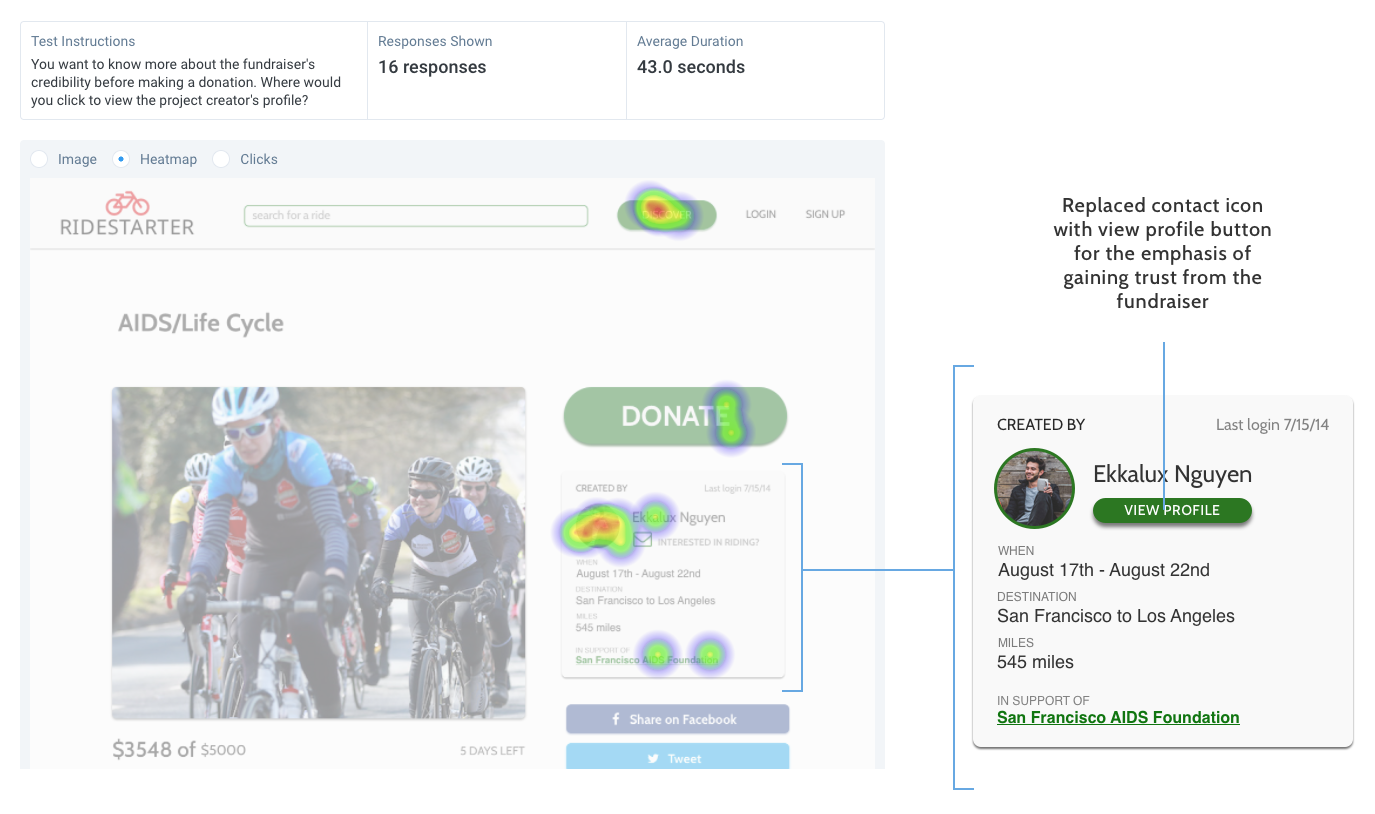 Test Instructions
You want to know more about the fundraiser's
credibility before making a donation. Where would
you click to view the project creator's profile?
Responses Shown
16 responses
Average Duration
43.0 seconds
Image
Heatmap
Clicks
RIDESTARTER
search for a ride
DISCOVER
LOGIN
SIGN UP
AIDS/Life Cycle
DONATE
CREATED BY
Last login 7/15/14
Ekkalux Nguyen
INTERESTED IN RIDING?
WHEN
August 17th - August 22nd
DESTINATION
San Francisco to Los Angeles
MILES
545 miles
IN SUPPORT OF
San Francisco AIDS Foundation
Share on Facebook
Tweet
$3548 of $5000
5 DAYS LEFT
Replaced contact icon
with view profile button
for the emphasis of
gaining trust from the
fundraiser
CREATED BY
Last login 7/15/14
Ekkalux Nguyen
VIEW PROFILE
WHEN
August 17th - August 22nd
DESTINATION
San Francisco to Los Angeles
MILES
545 miles
IN SUPPORT OF
San Francisco AIDS Foundation